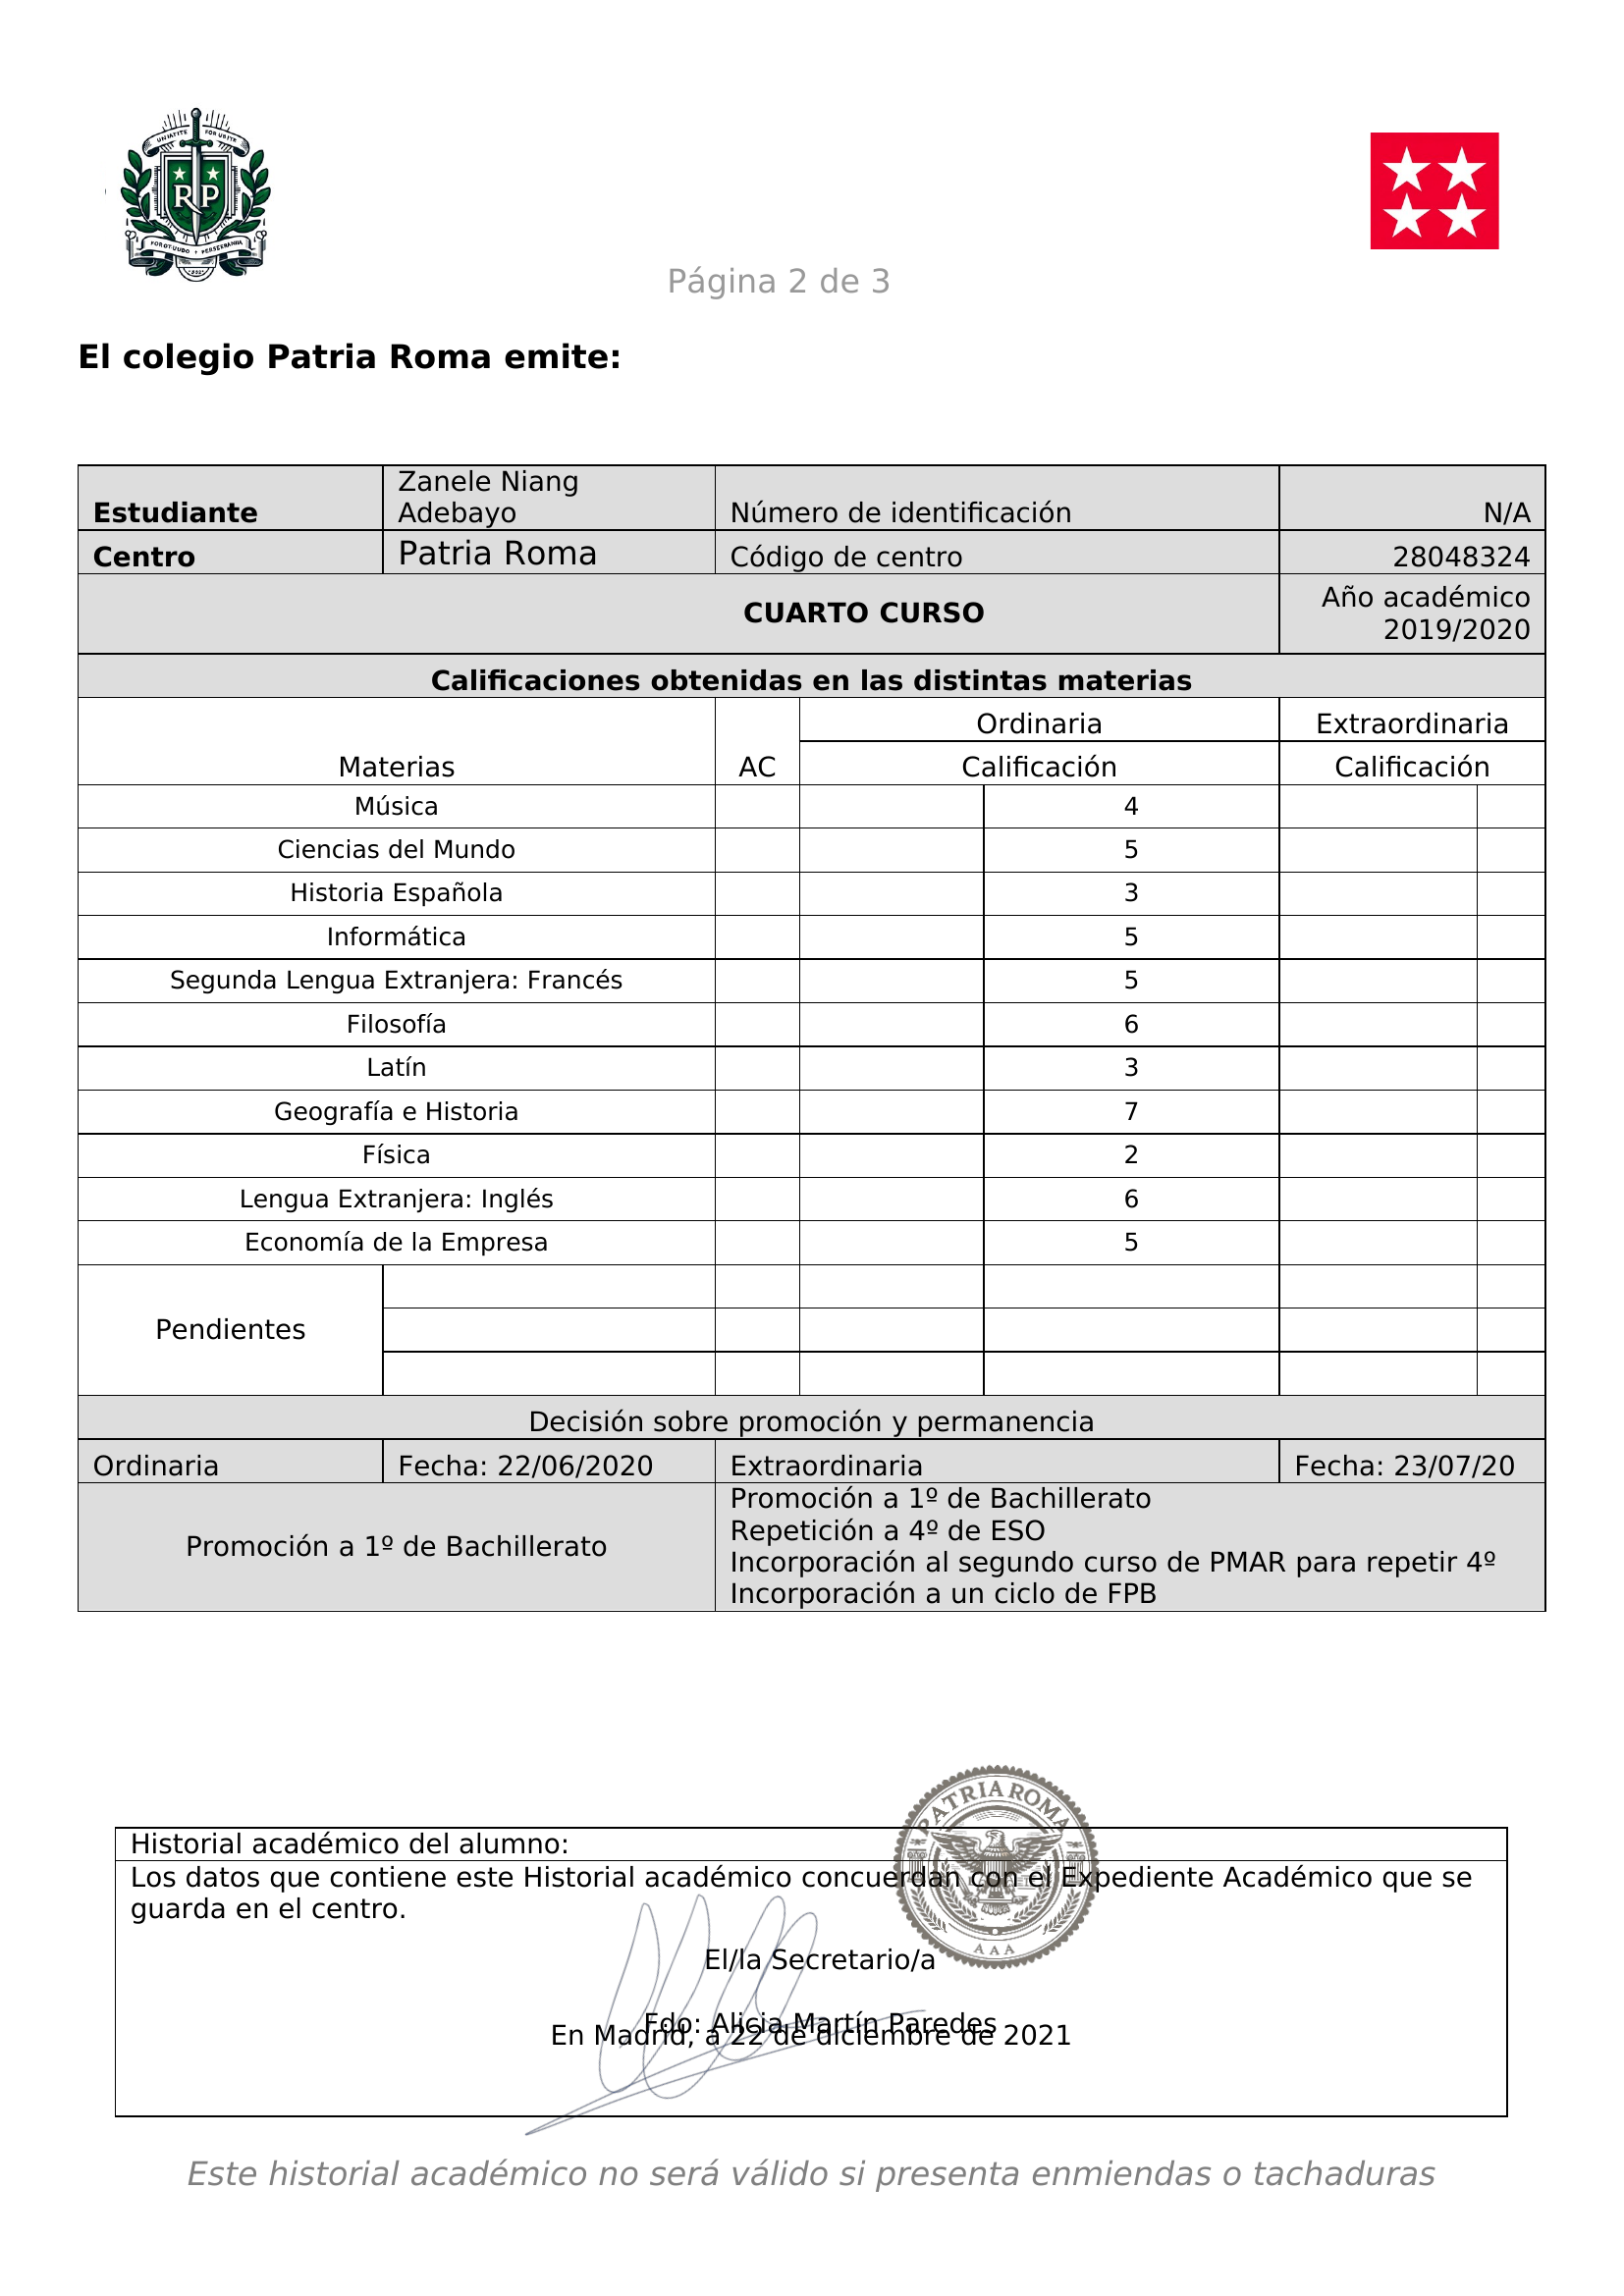 RP
Página 2 de 3
El colegio Patria Roma emite:
Estudiante
Zanele Niang
Adebayo
Número de identificación
N/A
Centro
Patria Roma
Código de centro
28048324
CUARTO CURSO
Año académico
2019/2020
Calificaciones obtenidas en las distintas materias
Materias
AC
Ordinaria
Extraordinaria
Calificación
Calificación
Música 4
Ciencias del Mundo 5
Historia Española 3
Informática 5
Segunda Lengua Extranjera: Francés 5
Filosofía 6
Latín 3
Geografía e Historia 7
Física 2
Lengua Extranjera: Inglés 6
Economía de la Empresa 5
Pendientes
Decisión sobre promoción y permanencia
Ordinaria
Fecha: 22/06/2020
Extraordinaria
Fecha: 23/07/20
Promoción a 1º de Bachillerato
Promoción a 1º de Bachillerato
Repetición a 4º de ESO
Incorporación al segundo curso de PMAR para repetir 4º
Incorporación a un ciclo de FPB
PATRIA ROMA
Historial académico del alumno:
Los datos que contiene este Historial académico concuerdan con el Expediente Académico que se
guarda en el centro.
AAA
El/la Secretario/a
Fdo: Alicia Martín Paredes
En Madrid, a 22 de diciembre de 2021
Este historial académico no será válido si presenta enmiendas o tachaduras